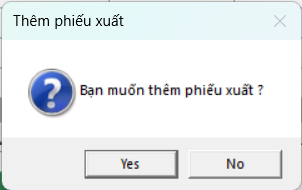 Thêm phiếu xuất
Bạn muốn thêm phiếu xuất ?
Yes
No